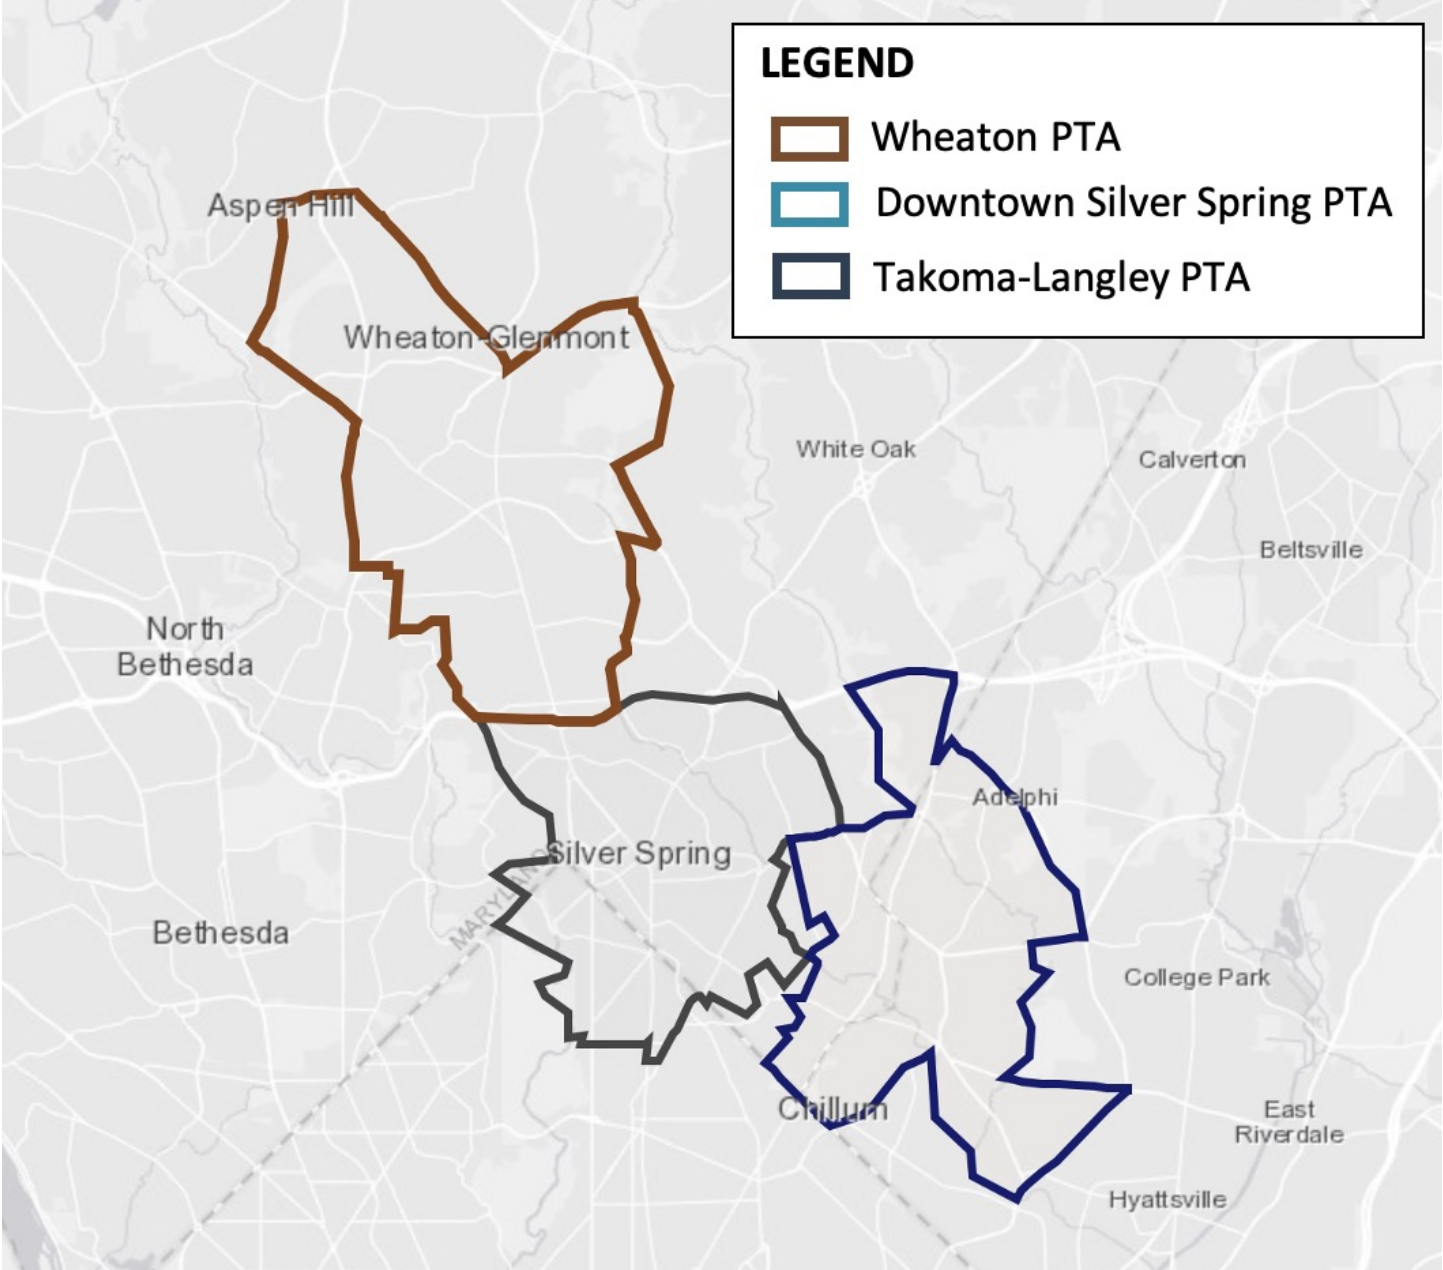 LEGEND
Wheaton PTA
Downtown Silver Spring PTA
Takoma-Langley PTA
Aspen Hill
Wheaton-Glenmont
White Oak
Calverton
Beltsville
North
Bethesda
Adelphi
Silver Spring
MARYLAND
Bethesda
College Park
Chillum
East
Riverdale
Hyattsville